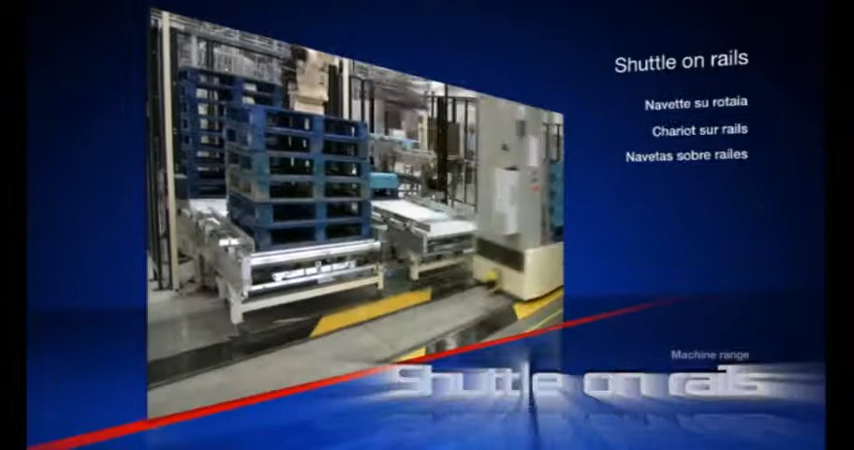 Shuttle on rails
Navette su rotaia
Chariot sur rails
Navetas sobre railes
Machine range
Shuttle on rails